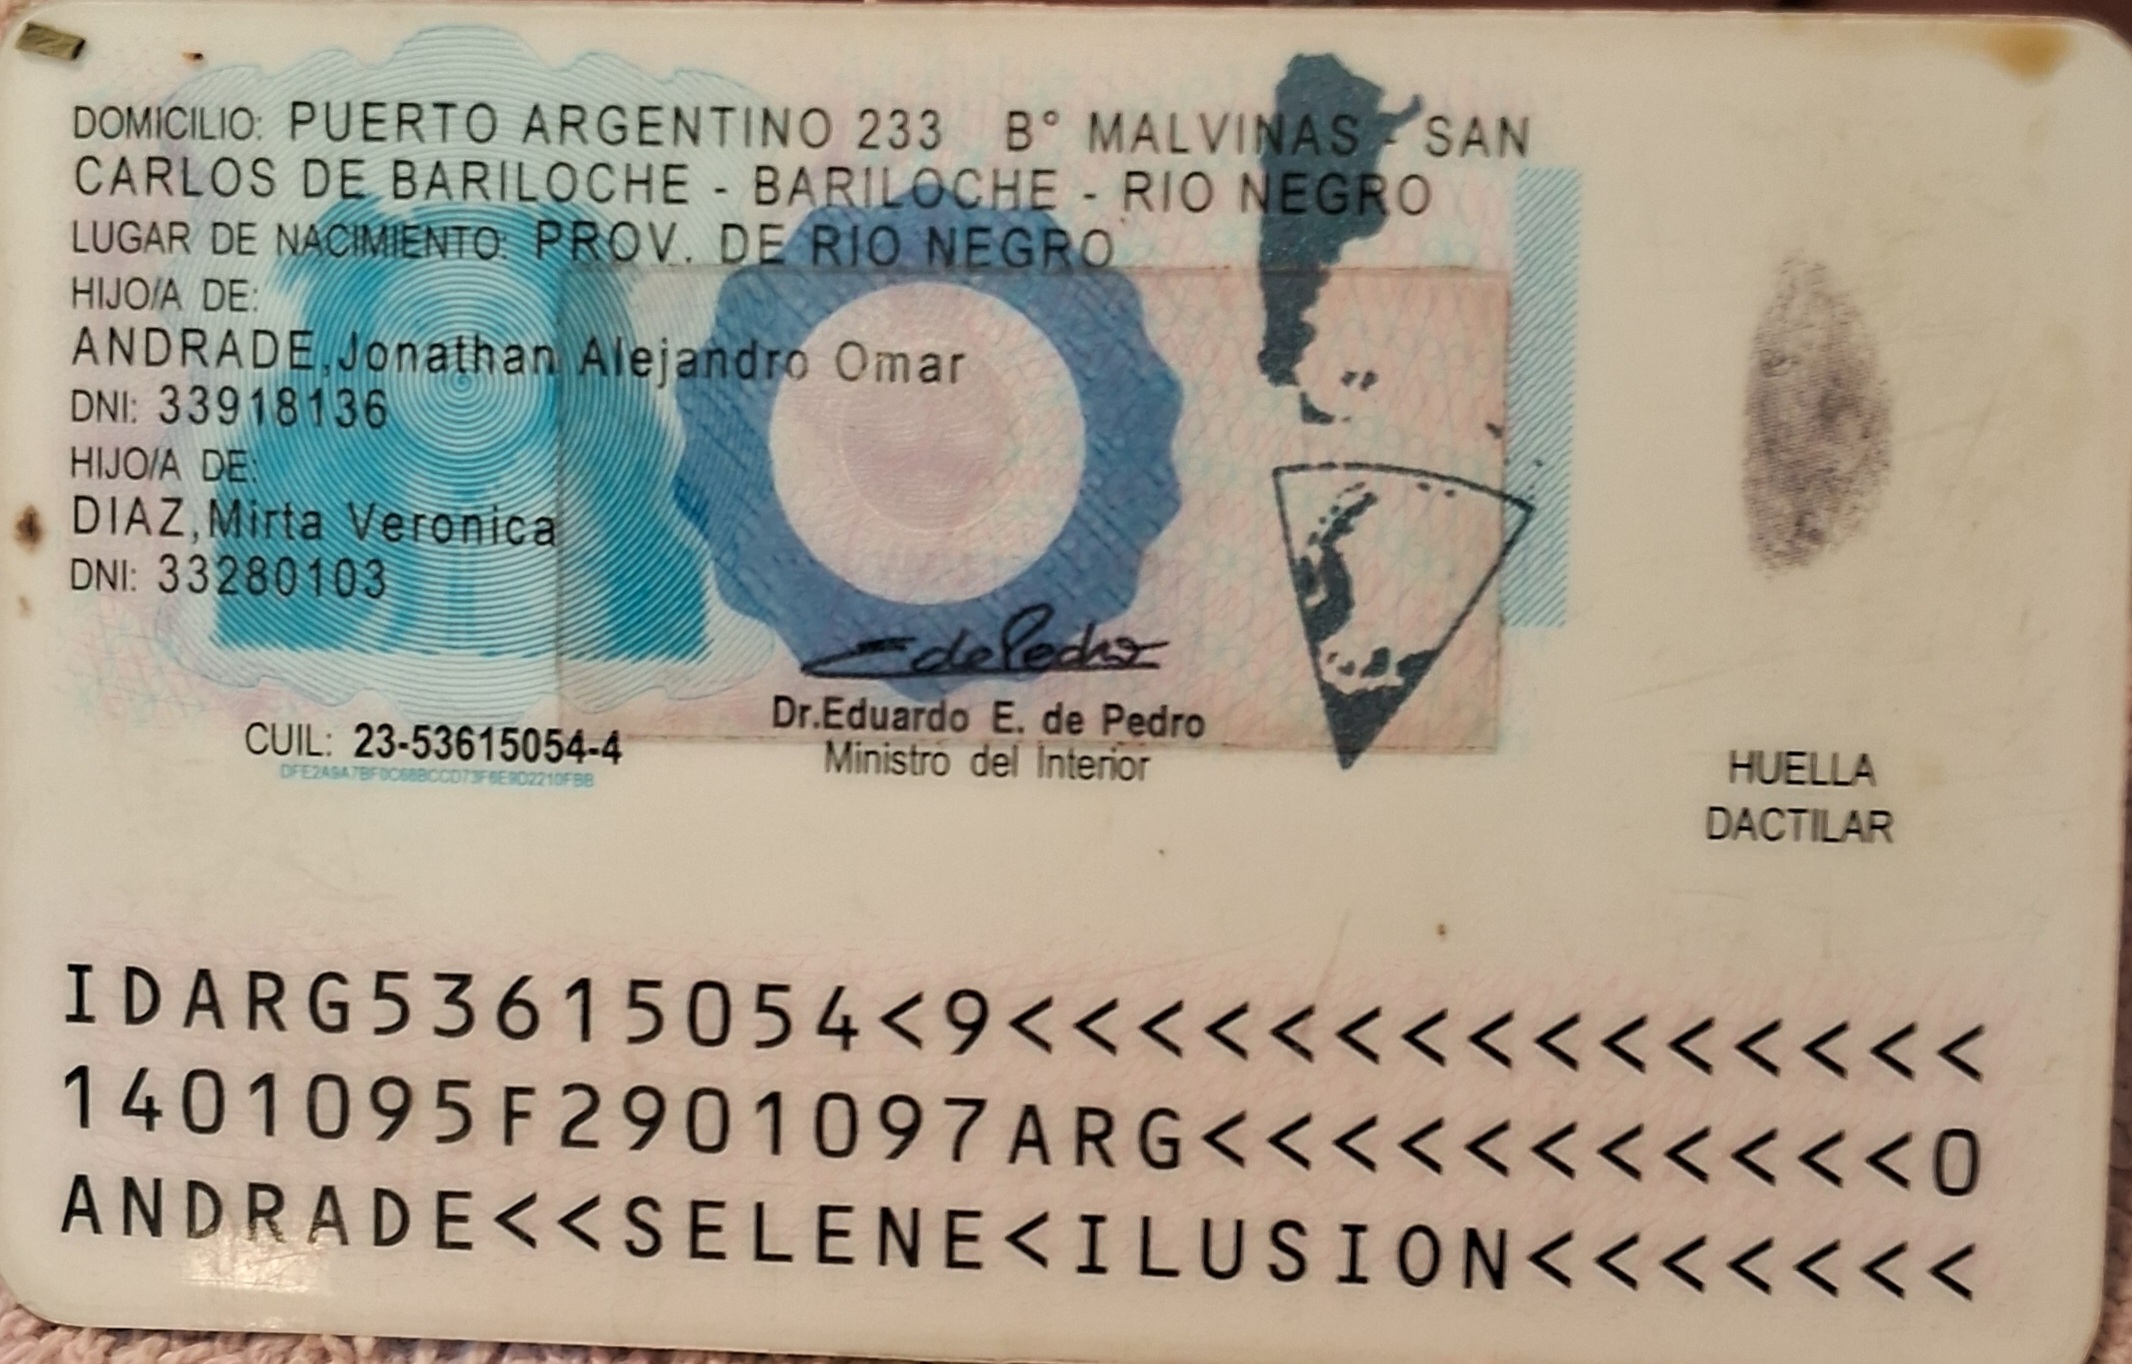 DOMICILIO: PUERTO ARGENTINO 233 B° MALVINAS - SAN
CARLOS DE BARILOCHE - BARILOCHE - RIO NEGRO
LUGAR DE NACIMIENTO: PROV. DE RIO NEGRO
HIJO/A DE:
ANDRADE,Jonathan Alejandro Omar
DNI: 33918136
HIJO/A DE:
DIAZ,Mirta Veronica
DNI: 33280103
E de Pedro
Dr.Eduardo E. de Pedro
Ministro del Interior
CUIL: 23-53615054-4
HUELLA
DACTILAR
IDARG53615054<9<<<<<<<<<<<<<<<
1401095F2901097ARG<<<<<<<<<<<0
ANDRADE<<SELENE<ILUSION<<<<<<<